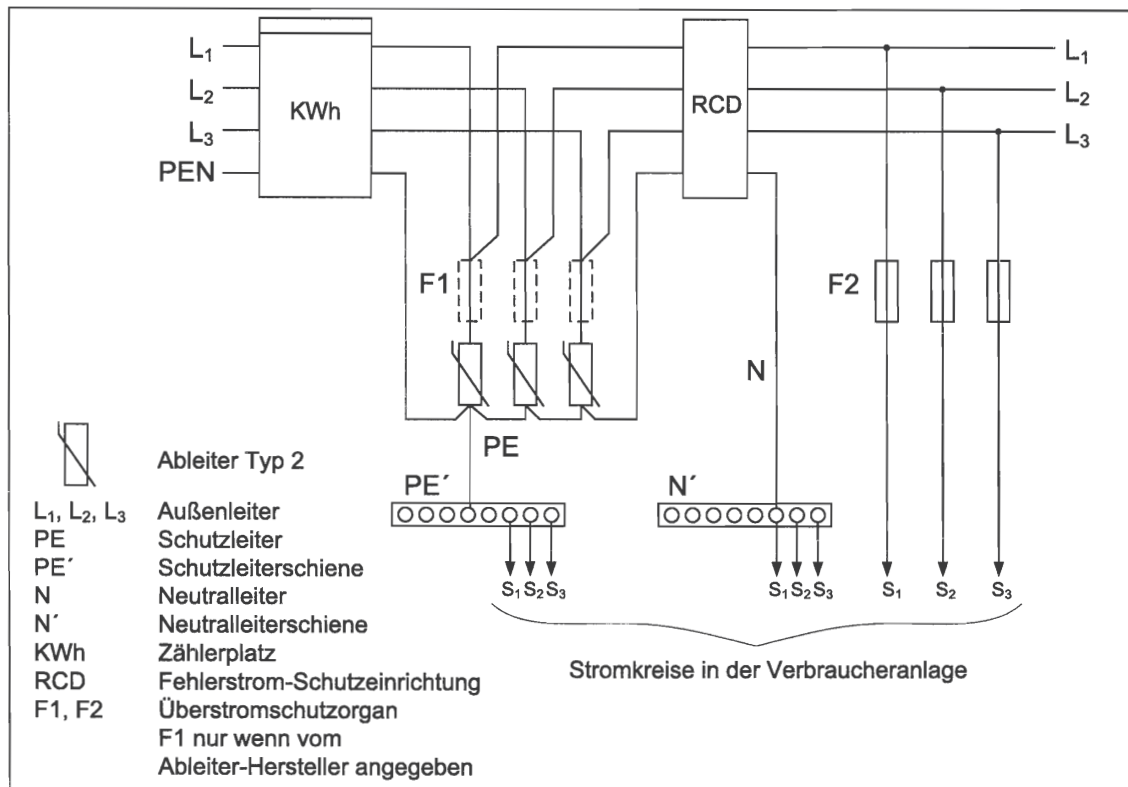 L₁ L₁
L₂ KWh RCD L₂
L₃ L₃
PEN
F1 F2
N
PE
Ableiter Typ 2
PE´ N´
L₁, L₂, L₃ Außenleiter
PE Schutzleiter
PE´ Schutzleiterschiene
S₁ S₂ S₃ S₁ S₂ S₃ S₁ S₂ S₃
N Neutralleiter
N´ Neutralleiterschiene
KWh Zählerplatz
Stromkreise in der Verbraucheranlage
RCD Fehlerstrom-Schutzeinrichtung
F1, F2 Überstromschutzorgan
F1 nur wenn vom
Ableiter-Hersteller angegeben